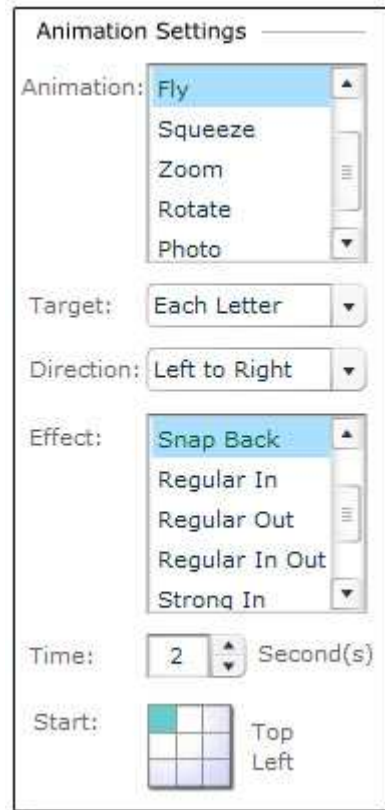 Animation Settings
Animation: Fly
Squeeze
Zoom
Rotate
Photo
Target: Each Letter
Direction: Left to Right
Effect: Snap Back
Regular In
Regular Out
Regular In Out
Strong In
Time: 2 Second(s)
Start: Top
Left